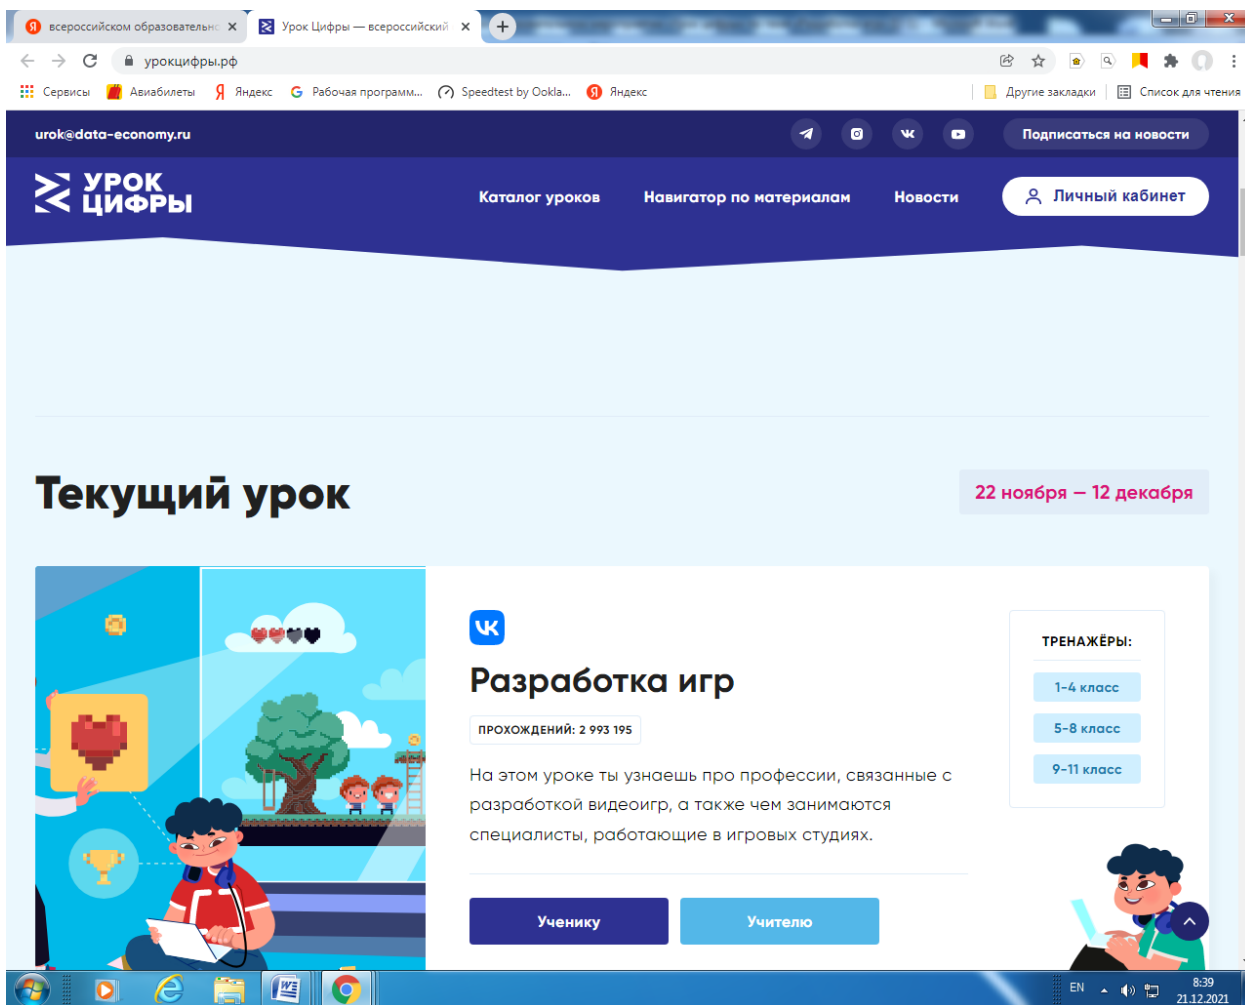 всероссийском образовательно
Урок Цифры — всероссийский
урокцифры.рф
Сервисы
Авиабилеты
Яндекс
Рабочая программ...
Speedtest by Ookla...
Яндекс
Другие закладки
Список для чтения
urok@data-economy.ru
Подписаться на новости
УРОК
ЦИФРЫ
Каталог уроков
Навигатор по материалам
Новости
Личный кабинет
Текущий урок
22 ноября — 12 декабря
Разработка игр
ПРОХОЖДЕНИЙ: 2 993 195
На этом уроке ты узнаешь про профессии, связанные с
разработкой видеоигр, а также чем занимаются
специалисты, работающие в игровых студиях.
ТРЕНАЖЁРЫ:
1-4 класс
5-8 класс
9-11 класс
Ученику
Учителю
EN
8:39
21.12.2021